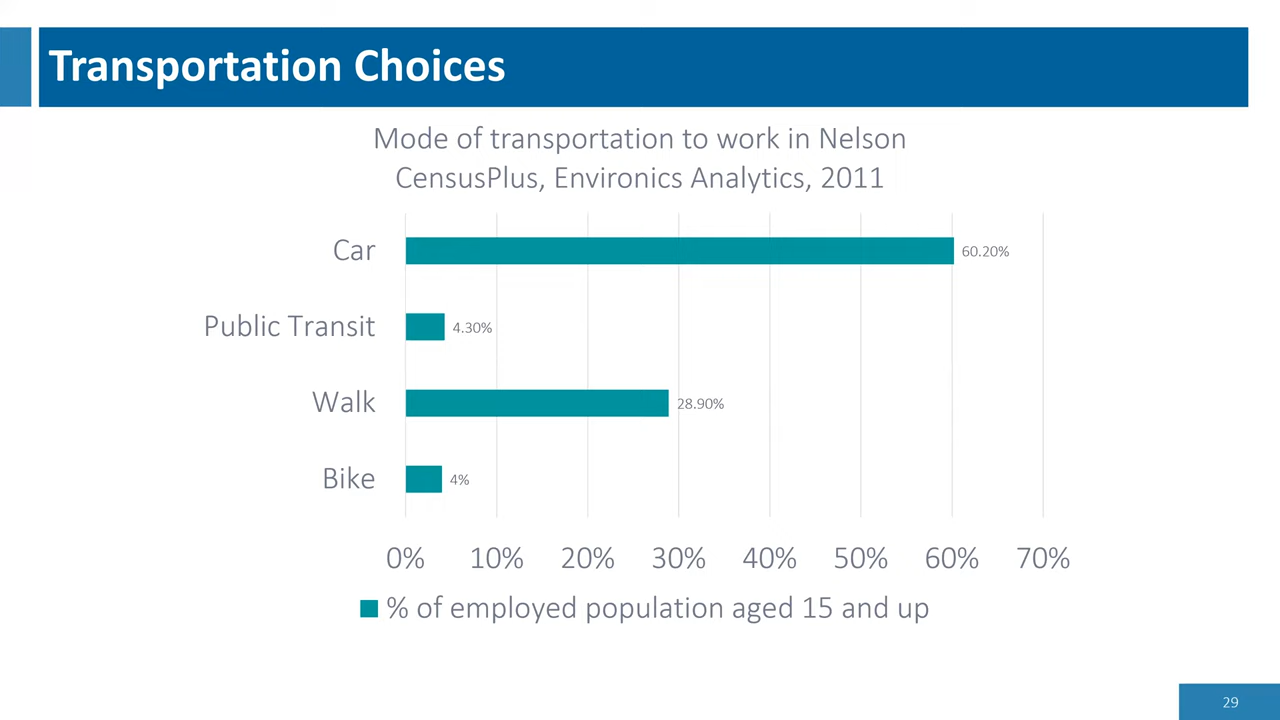 Transportation Choices
Mode of transportation to work in Nelson
CensusPlus, Environics Analytics, 2011
Car
60.20%
Public Transit
4.30%
Walk
28.90%
Bike
4%
0% 10% 20% 30% 40% 50% 60% 70%
% of employed population aged 15 and up
29